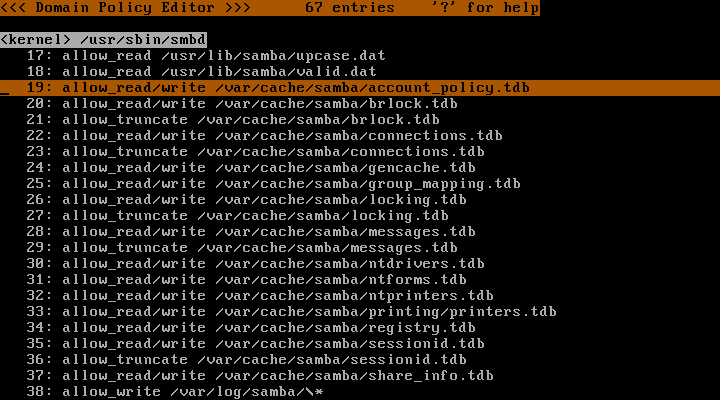 <<< Domain Policy Editor >>>      67 entries    '?' for help
<kernel> /usr/sbin/smbd
17: allow_read /usr/lib/samba/upcase.dat
18: allow_read /usr/lib/samba/valid.dat
19: allow_read/write /var/cache/samba/account_policy.tdb
20: allow_read/write /var/cache/samba/brlock.tdb
21: allow_truncate /var/cache/samba/brlock.tdb
22: allow_read/write /var/cache/samba/connections.tdb
23: allow_truncate /var/cache/samba/connections.tdb
24: allow_read/write /var/cache/samba/gencache.tdb
25: allow_read/write /var/cache/samba/group_mapping.tdb
26: allow_read/write /var/cache/samba/locking.tdb
27: allow_truncate /var/cache/samba/locking.tdb
28: allow_read/write /var/cache/samba/messages.tdb
29: allow_truncate /var/cache/samba/messages.tdb
30: allow_read/write /var/cache/samba/ntdrivers.tdb
31: allow_read/write /var/cache/samba/ntforms.tdb
32: allow_read/write /var/cache/samba/ntprinters.tdb
33: allow_read/write /var/cache/samba/printing/printers.tdb
34: allow_read/write /var/cache/samba/registry.tdb
35: allow_read/write /var/cache/samba/sessionid.tdb
36: allow_truncate /var/cache/samba/sessionid.tdb
37: allow_read/write /var/cache/samba/share_info.tdb
38: allow_write /var/log/samba/\*